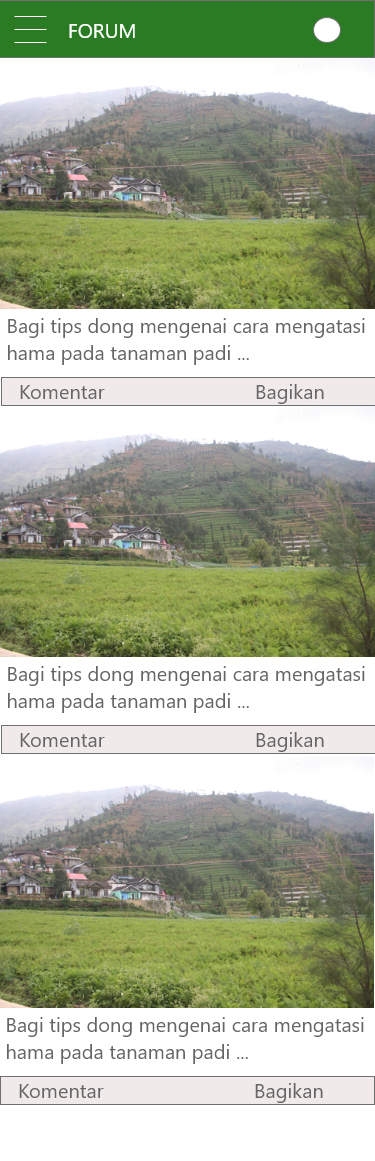 FORUM
Bagi tips dong mengenai cara mengatasi
hama pada tanaman padi ...
Komentar Bagikan
Bagi tips dong mengenai cara mengatasi
hama pada tanaman padi ...
Komentar Bagikan
Bagi tips dong mengenai cara mengatasi
hama pada tanaman padi ...
Komentar Bagikan